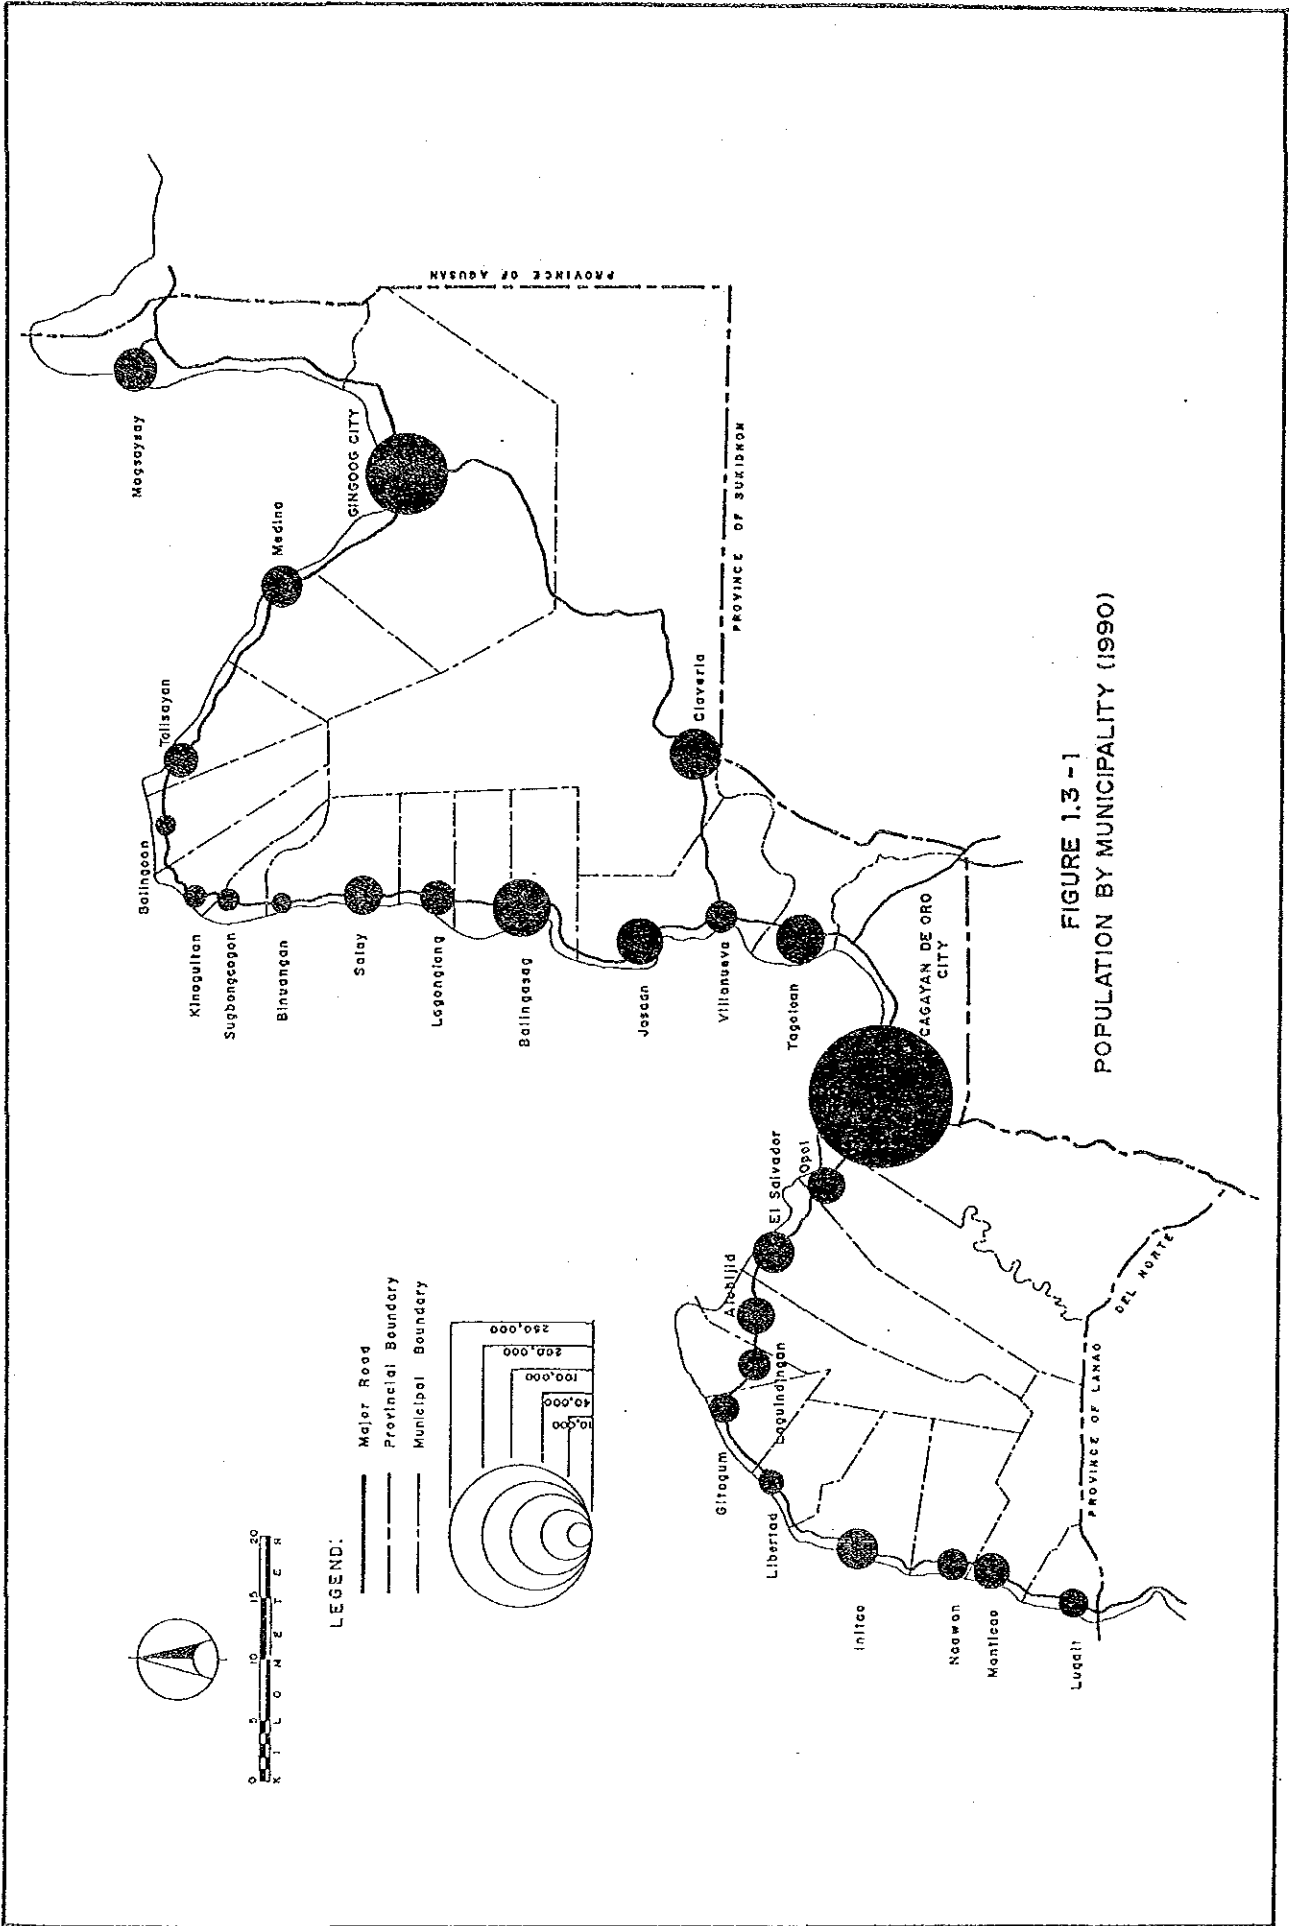 0 5 10 15 20
K I L O M E T E R
LEGEND:
Major Road
Provincial Boundary
Municipal Boundary
250,000
200,000
100,000
40,000
10,000
Magsaysay
GINGOOG CITY
Medina
Talisayan
Balingoan
Kinoguitan
Sugbongcogon
Binuangan
Salay
Lagonglong
Balingasag
Jasaan
Villanueva
Tagoloan
Claveria
CAGAYAN DE ORO
CITY
Opol
El Salvador
Alubijid
Laguindingan
Gitagum
Libertad
Initao
Naawan
Manticao
Lugait
PROVINCE OF AGUSAN
PROVINCE OF BUKIDNON
PROVINCE OF LANAO
DEL NORTE
FIGURE 1.3-1
POPULATION BY MUNICIPALITY (1990)